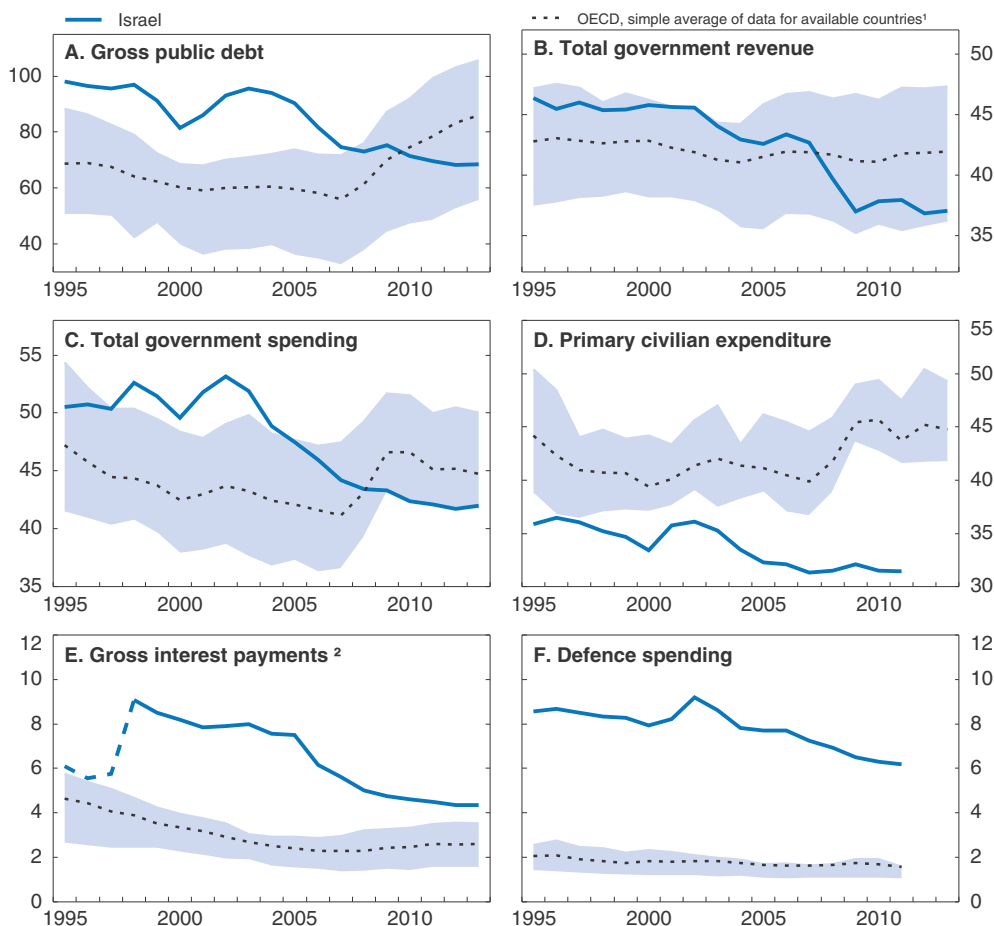 Israel
OECD, simple average of data for available countries¹
A. Gross public debt
100
80
60
40
1995 2000 2005 2010
B. Total government revenue
50
45
40
35
1995 2000 2005 2010
C. Total government spending
55
50
45
40
35
1995 2000 2005 2010
D. Primary civilian expenditure
55
50
45
40
35
30
1995 2000 2005 2010
E. Gross interest payments ²
12
10
8
6
4
2
0
1995 2000 2005 2010
F. Defence spending
12
10
8
6
4
2
0
1995 2000 2005 2010